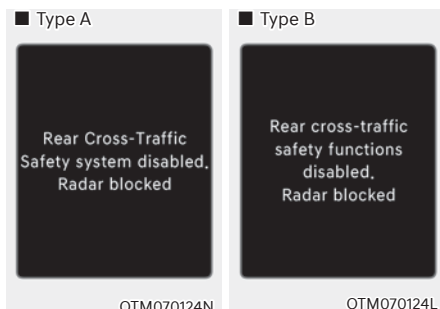 ■ Type A
Rear Cross-Traffic
Safety system disabled.
Radar blocked
OTM070124N
■ Type B
Rear cross-traffic
safety functions
disabled.
Radar blocked
OTM070124L